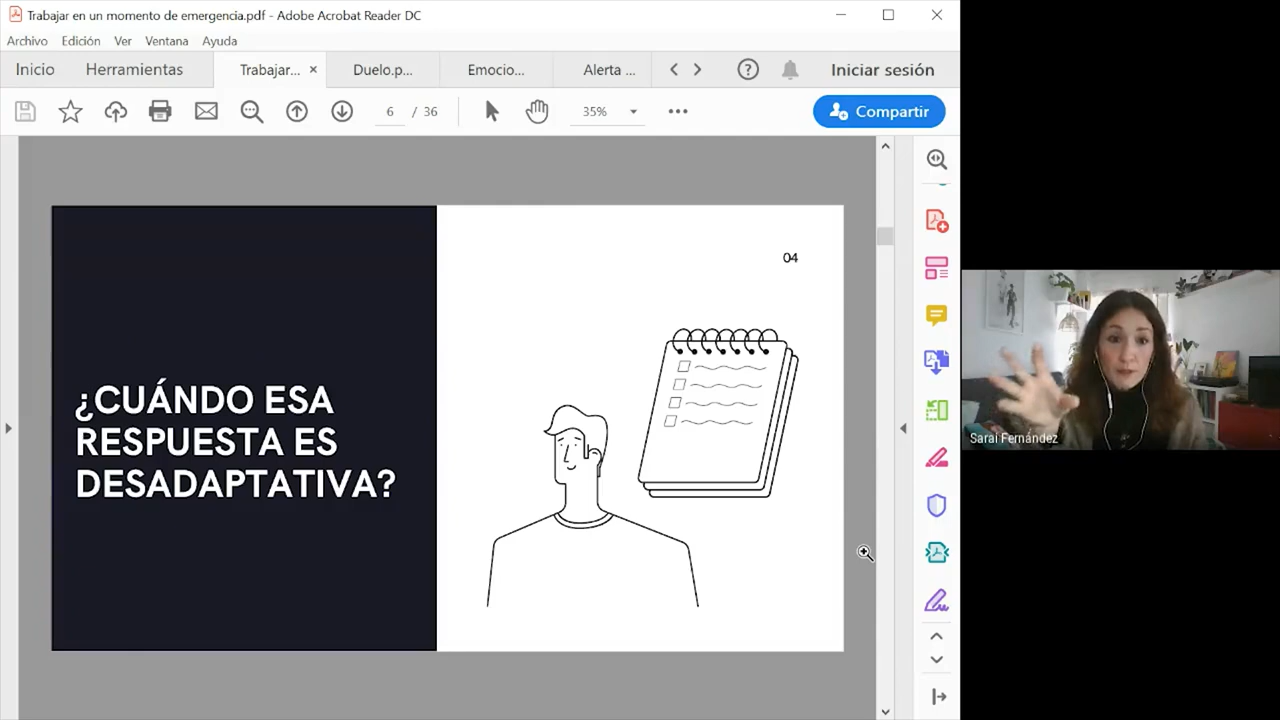 Trabajar en un momento de emergencia.pdf - Adobe Acrobat Reader DC
Archivo Edición Ver Ventana Ayuda
Inicio Herramientas Trabajar... × Duelo.p... Emocio... Alerta ... Iniciar sesión
6 / 36 35% Compartir
04
¿CUÁNDO ESA
RESPUESTA ES
DESADAPTATIVA?
Sarai Fernández